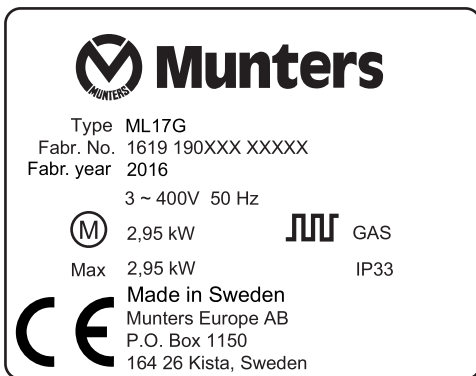 MUNTERS Munters
Type ML17G
Fabr. No. 1619 190XXX XXXXX
Fabr. year 2016
3 ~ 400V 50 Hz
M 2,95 kW GAS
Max 2,95 kW IP33
CE Made in Sweden
Munters Europe AB
P.O. Box 1150
164 26 Kista, Sweden